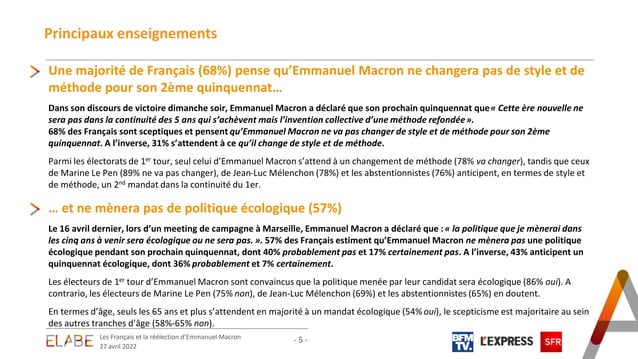 Principaux enseignements
Une majorité de Français (68%) pense qu'Emmanuel Macron ne changera pas de style et de
méthode pour son 2ème quinquennat…
Dans son discours de victoire dimanche soir, Emmanuel Macron a déclaré que son prochain quinquennat que « Cette ère nouvelle ne
sera pas dans la continuité des 5 ans qui s'achèvent mais l'invention collective d'une méthode refondée ».
68% des Français sont sceptiques et pensent qu'Emmanuel Macron ne va pas changer de style et de méthode pour son 2ème
quinquennat. A l'inverse, 31% s'attendent à ce qu'il change de style et de méthode.
Parmi les électorats de 1er tour, seul celui d'Emmanuel Macron s'attend à un changement de méthode (78% va changer), tandis que ceux
de Marine Le Pen (89% ne va pas changer), de Jean-Luc Mélenchon (78%) et les abstentionnistes (76%) anticipent, en termes de style et
de méthode, un 2nd mandat dans la continuité du 1er.
… et ne mènera pas de politique écologique (57%)
Le 16 avril dernier, lors d'un meeting de campagne à Marseille, Emmanuel Macron a déclaré que : « la politique que je mènerai dans
les cinq ans à venir sera écologique ou ne sera pas. ». 57% des Français estiment qu'Emmanuel Macron ne mènera pas une politique
écologique pendant son prochain quinquennat, dont 40% probablement pas et 17% certainement pas. A l'inverse, 43% anticipent un
quinquennat écologique, dont 36% probablement et 7% certainement.
Les électeurs de 1er tour d'Emmanuel Macron sont convaincus que la politique menée par leur candidat sera écologique (86% oui). A
contrario, les électeurs de Marine Le Pen (75% non), de Jean-Luc Mélenchon (69%) et les abstentionnistes (65%) en doutent.
En termes d'âge, seuls les 65 ans et plus s'attendent en majorité à un mandat écologique (54% oui), le scepticisme est majoritaire au sein
des autres tranches d'âge (58%-65% non).
ELABE
Les Français et la réélection d'Emmanuel Macron
27 avril 2022
- 5 -
BFM
TV.
L'EXPRESS
SFR